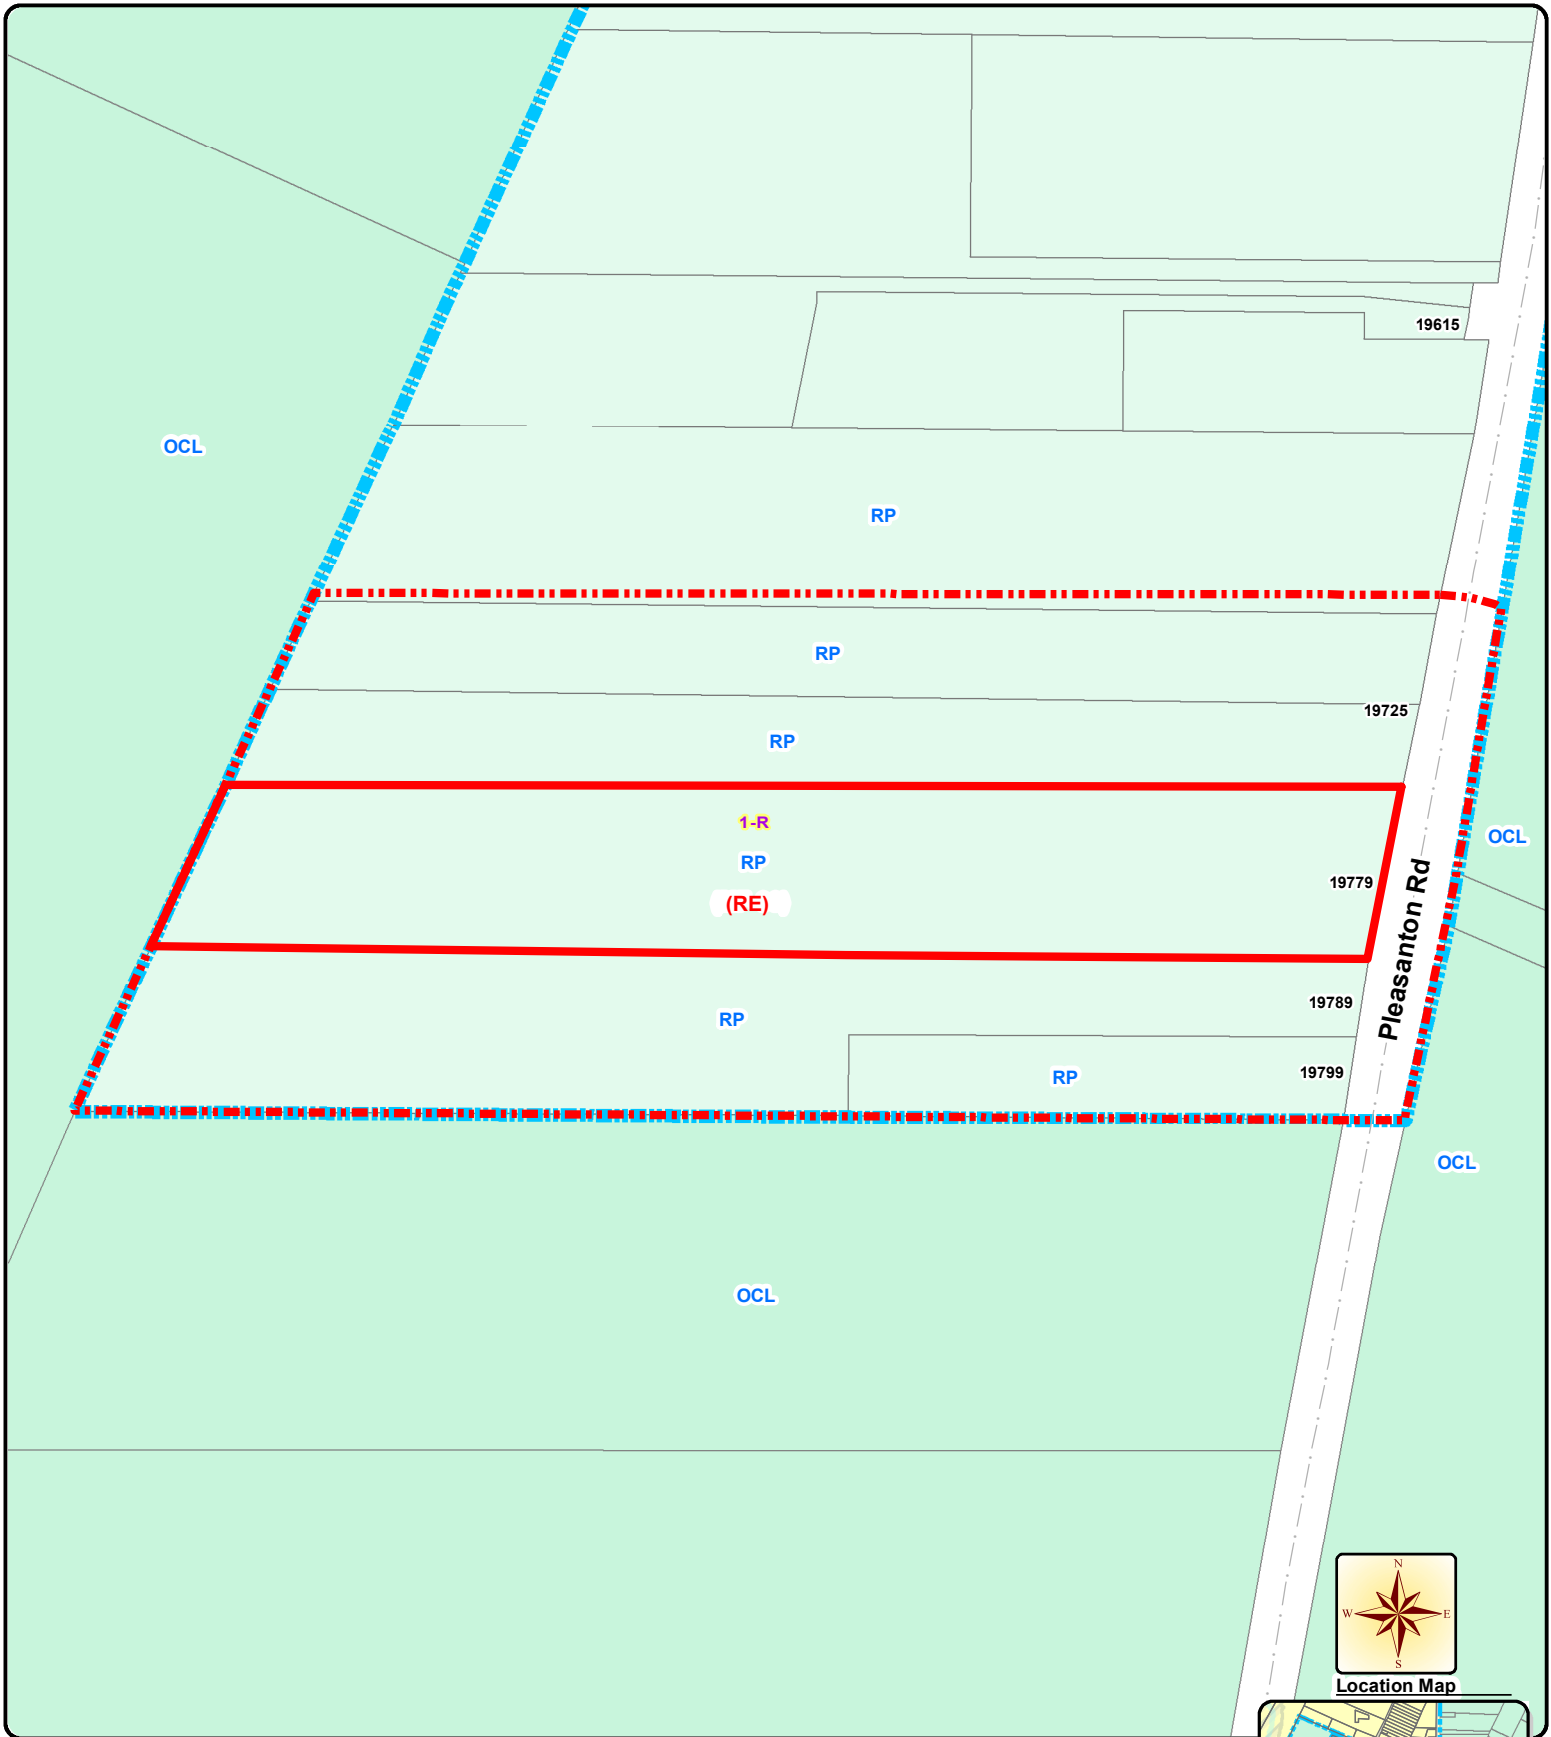 19615
OCL
RP
RP
19725
RP
1-R
OCL
RP
19779
(RE)
Pleasanton Rd
19789
RP
19799
RP
OCL
OCL
N
W
E
S
Location Map